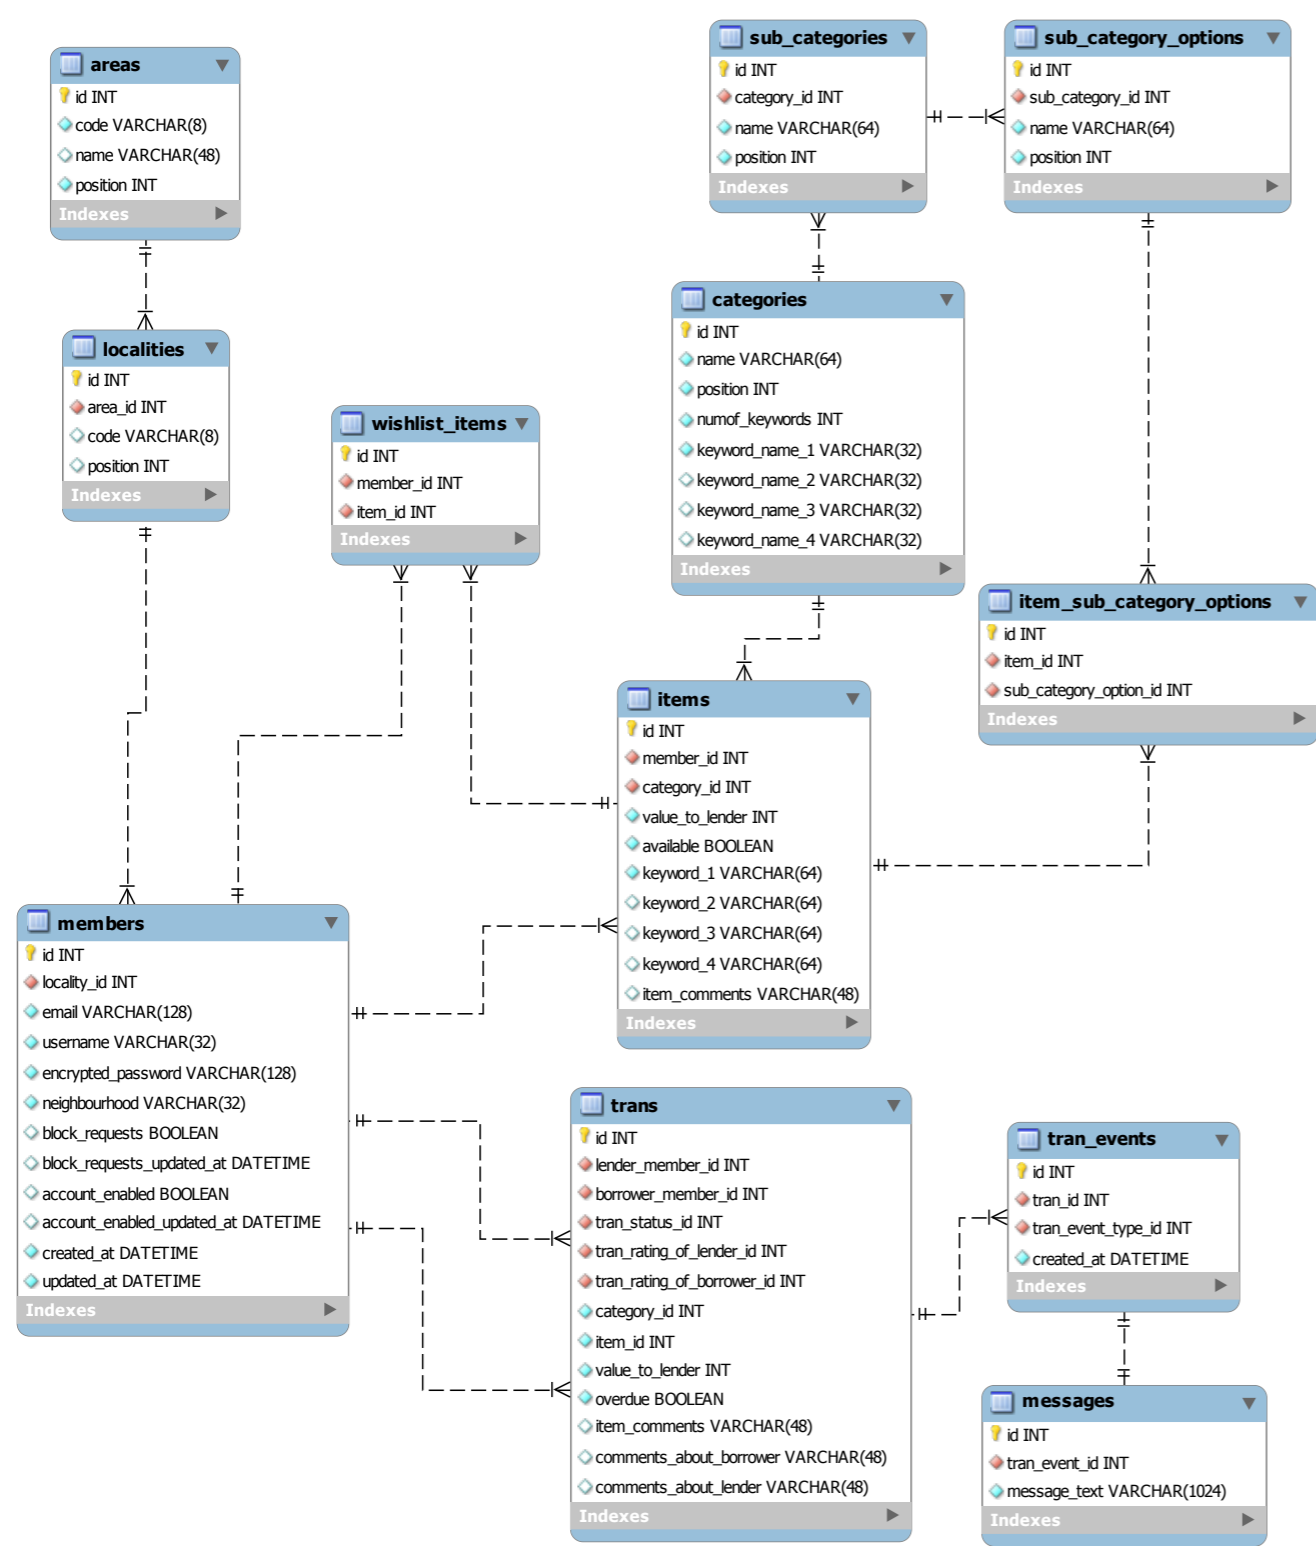 areas
id INT
code VARCHAR(8)
name VARCHAR(48)
position INT
Indexes
sub_categories
id INT
category_id INT
name VARCHAR(64)
position INT
Indexes
sub_category_options
id INT
sub_category_id INT
name VARCHAR(64)
position INT
Indexes
localities
id INT
area_id INT
code VARCHAR(8)
position INT
Indexes
wishlist_items
id INT
member_id INT
item_id INT
Indexes
categories
id INT
name VARCHAR(64)
position INT
numof_keywords INT
keyword_name_1 VARCHAR(32)
keyword_name_2 VARCHAR(32)
keyword_name_3 VARCHAR(32)
keyword_name_4 VARCHAR(32)
Indexes
item_sub_category_options
id INT
item_id INT
sub_category_option_id INT
Indexes
items
id INT
member_id INT
category_id INT
value_to_lender INT
available BOOLEAN
keyword_1 VARCHAR(64)
keyword_2 VARCHAR(64)
keyword_3 VARCHAR(64)
keyword_4 VARCHAR(64)
item_comments VARCHAR(48)
Indexes
members
id INT
locality_id INT
email VARCHAR(128)
username VARCHAR(32)
encrypted_password VARCHAR(128)
neighbourhood VARCHAR(32)
block_requests BOOLEAN
block_requests_updated_at DATETIME
account_enabled BOOLEAN
account_enabled_updated_at DATETIME
created_at DATETIME
updated_at DATETIME
Indexes
trans
id INT
lender_member_id INT
borrower_member_id INT
tran_status_id INT
tran_rating_of_lender_id INT
tran_rating_of_borrower_id INT
category_id INT
item_id INT
value_to_lender INT
overdue BOOLEAN
item_comments VARCHAR(48)
comments_about_borrower VARCHAR(48)
comments_about_lender VARCHAR(48)
Indexes
tran_events
id INT
tran_id INT
tran_event_type_id INT
created_at DATETIME
Indexes
messages
id INT
tran_event_id INT
message_text VARCHAR(1024)
Indexes